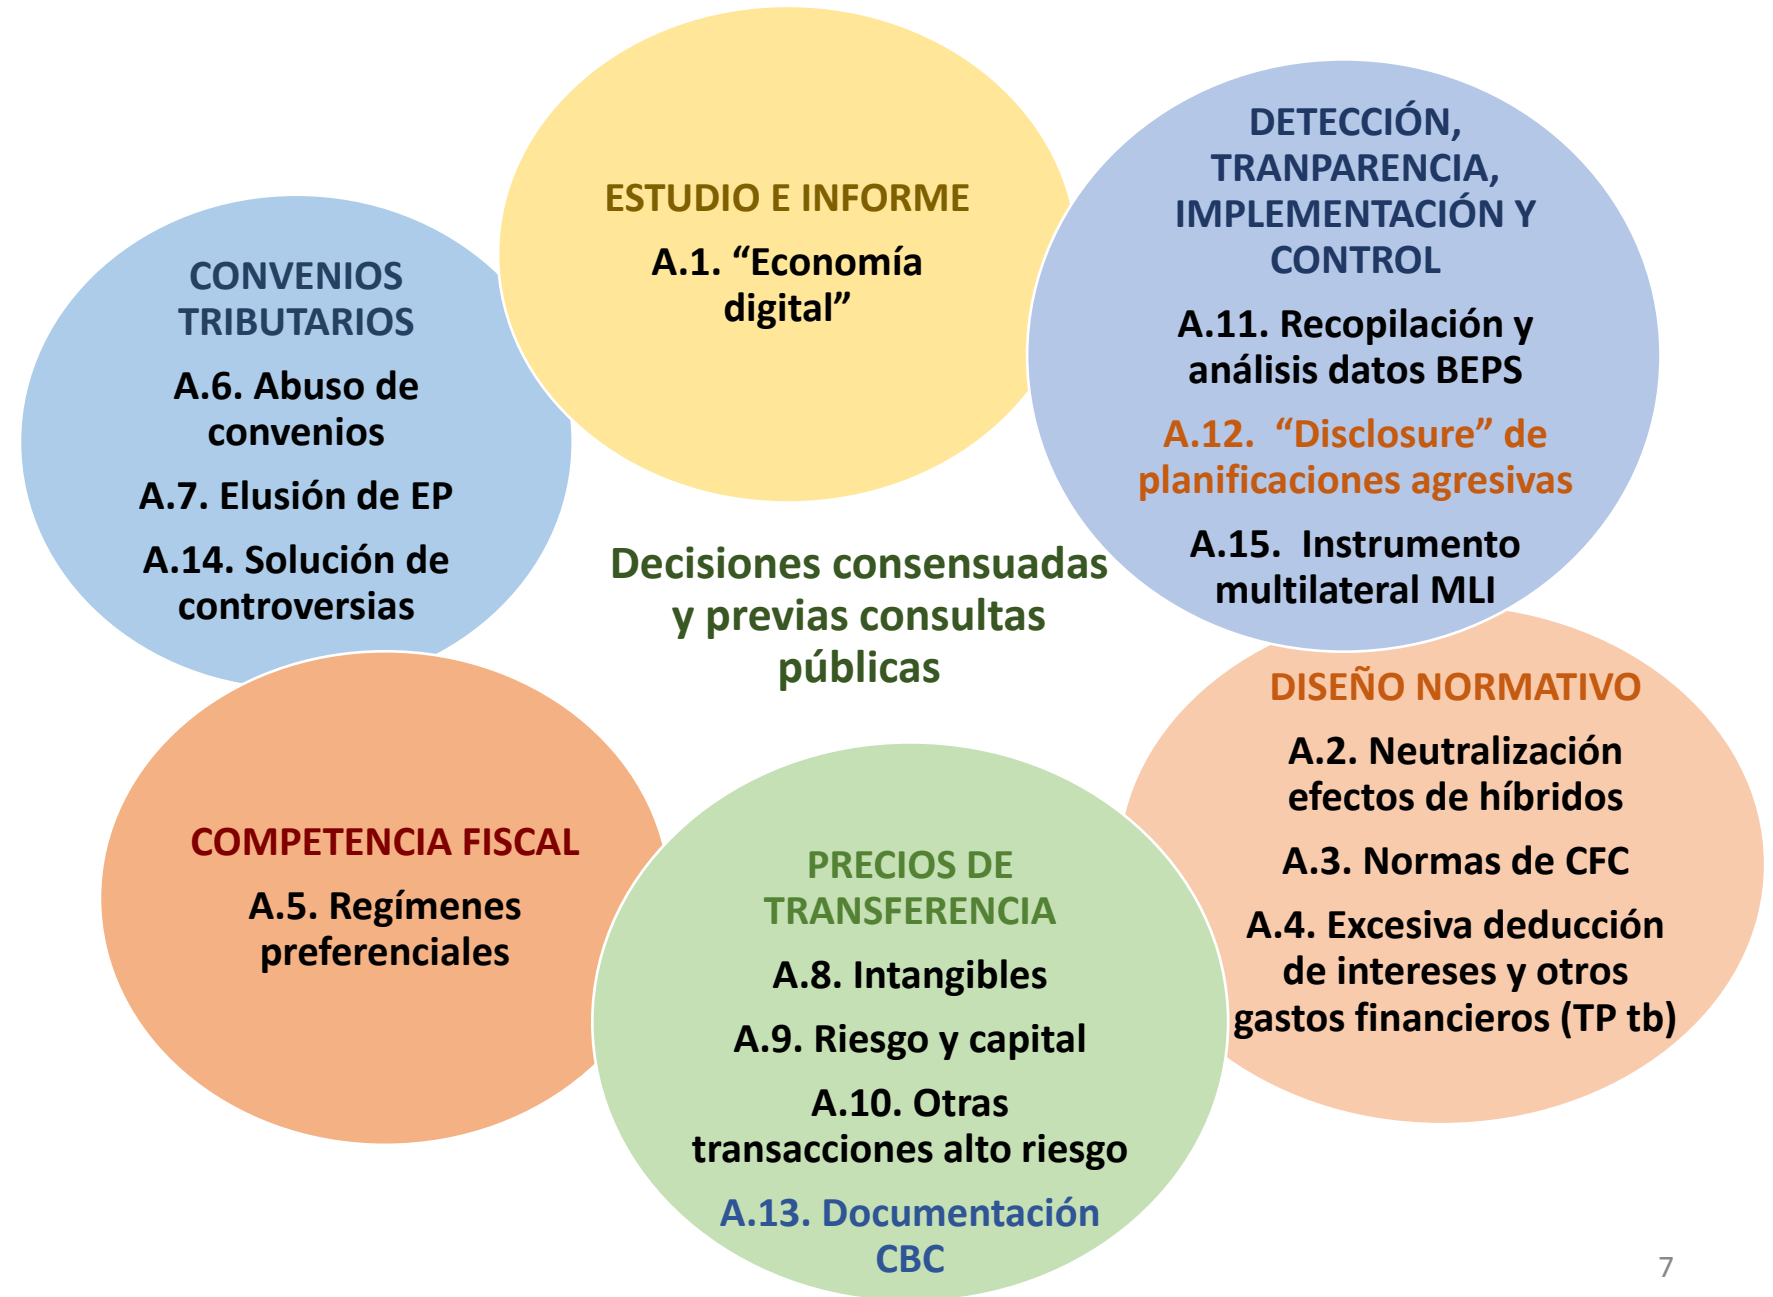 ESTUDIO E INFORME
A.1. “Economía
digital”
DETECCIÓN,
TRANPARENCIA,
IMPLEMENTACIÓN Y
CONTROL
A.11. Recopilación y
análisis datos BEPS
A.12.  “Disclosure” de
planificaciones agresivas
A.15.  Instrumento
multilateral MLI
DISEÑO NORMATIVO
A.2. Neutralización
efectos de híbridos
A.3. Normas de CFC
A.4. Excesiva deducción
de intereses y otros
gastos financieros (TP tb)
PRECIOS DE
TRANSFERENCIA
A.8. Intangibles
A.9. Riesgo y capital
A.10. Otras
transacciones alto riesgo
A.13. Documentación
CBC
COMPETENCIA FISCAL
A.5. Regímenes
preferenciales
CONVENIOS
TRIBUTARIOS
A.6. Abuso de
convenios
A.7. Elusión de EP
A.14. Solución de
controversias
Decisiones consensuadas
y previas consultas
públicas
7